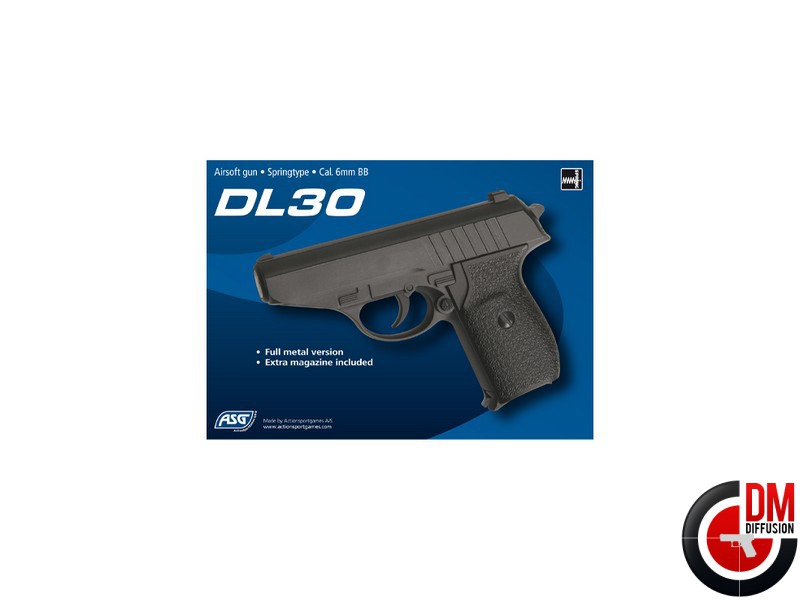 Airsoft gun • Springtype • Cal. 6mm BB
DL30
• Full metal version
• Extra magazine included
ASG
Made by Actionsportgames A/S
www.actionsportgames.com
DM
DIFFUSION